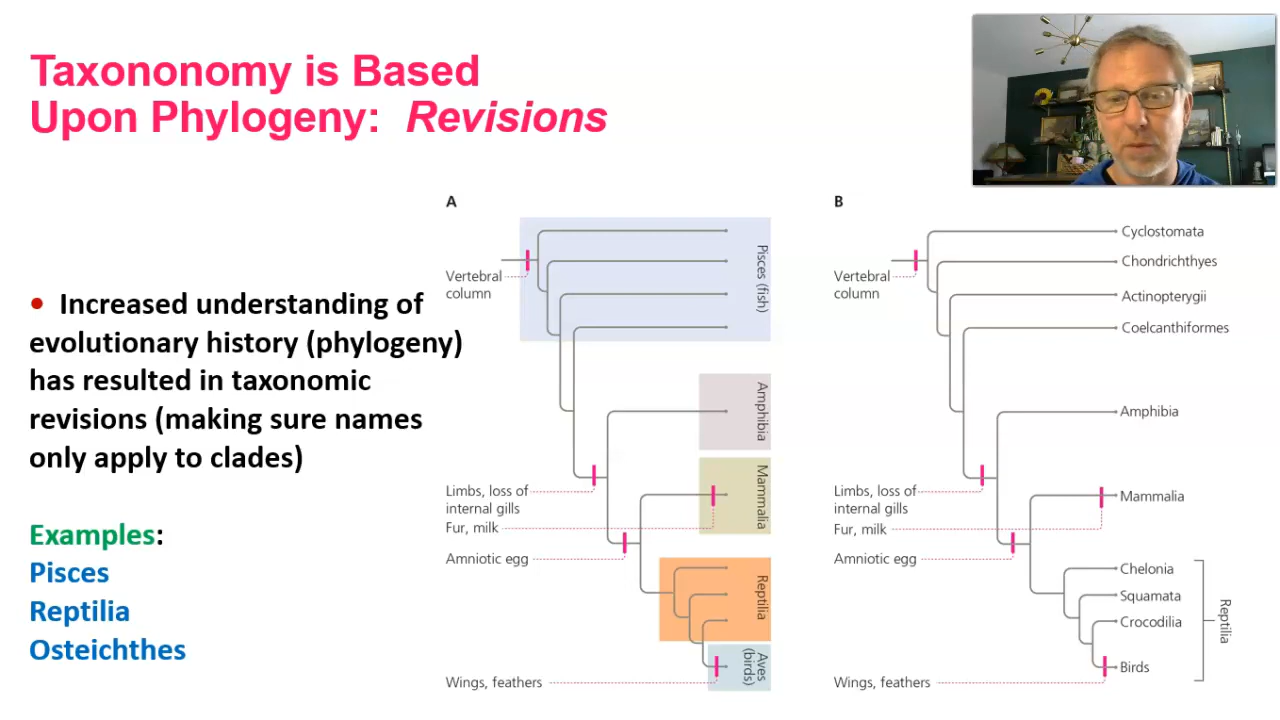 Taxononomy is Based
Upon Phylogeny: Revisions
• Increased understanding of
evolutionary history (phylogeny)
has resulted in taxonomic
revisions (making sure names
only apply to clades)
Examples:
Pisces
Reptilia
Osteichthes
A
Vertebral
column
Limbs, loss of
internal gills
Fur, milk
Amniotic egg
Wings, feathers
Pisces (fish)
Amphibia
Mammalia
Reptilia
Aves
(birds)
B
Vertebral
column
Limbs, loss of
internal gills
Fur, milk
Amniotic egg
Wings, feathers
Cyclostomata
Chondrichthyes
Actinopterygii
Coelcanthiformes
Amphibia
Mammalia
Chelonia
Squamata
Crocodilia
Birds
Reptilia